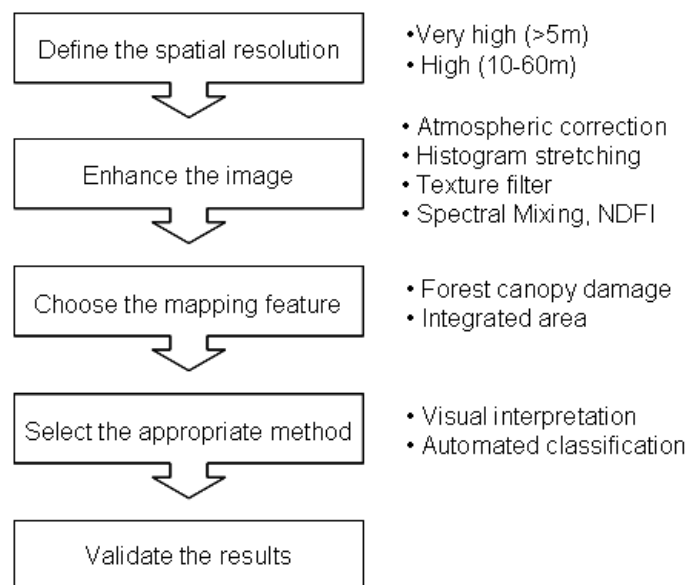 Define the spatial resolution
•Very high (>5m)
• High (10-60m)
Enhance the image
• Atmospheric correction
• Histogram stretching
• Texture filter
• Spectral Mixing, NDFI
Choose the mapping feature
• Forest canopy damage
• Integrated area
Select the appropriate method
• Visual interpretation
• Automated classification
Validate the results